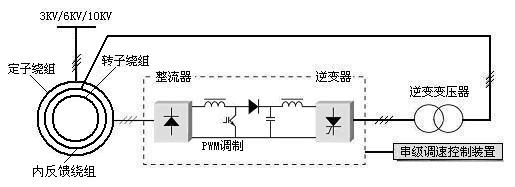 3KV/6KV/10KV
定子绕组
转子绕组
整流器
逆变器
逆变变压器
PWM调制
内反馈绕组
串级调速控制装置